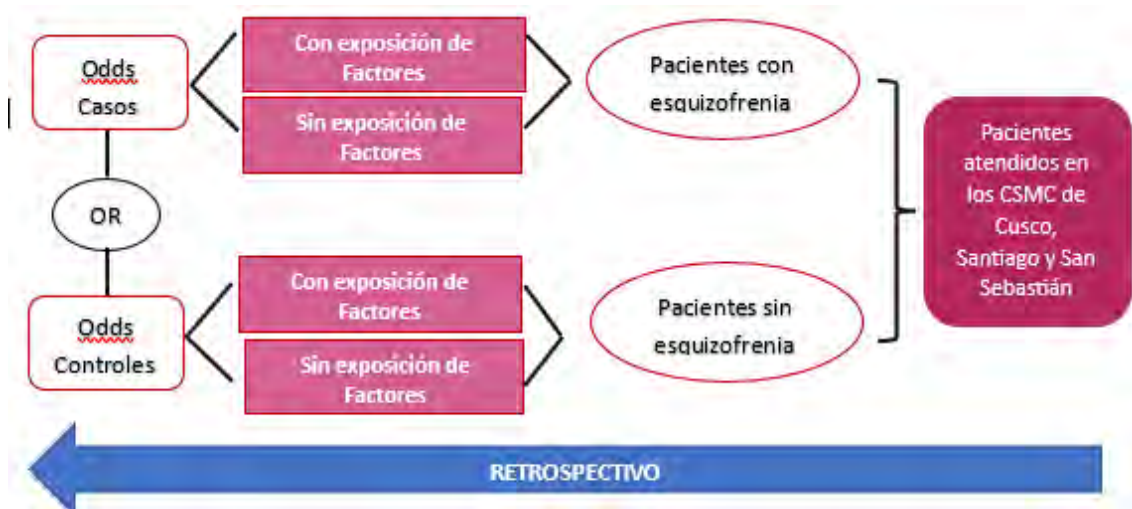 Odds
Casos
Con exposición de
Factores
Sin exposición de
Factores
Pacientes con
esquizofrenia
OR
Pacientes
atendidos en
los CSMC de
Cusco,
Santiago y San
Sebastián
Odds
Controles
Con exposición de
Factores
Sin exposición de
Factores
Pacientes sin
esquizofrenia
RETROSPECTIVO